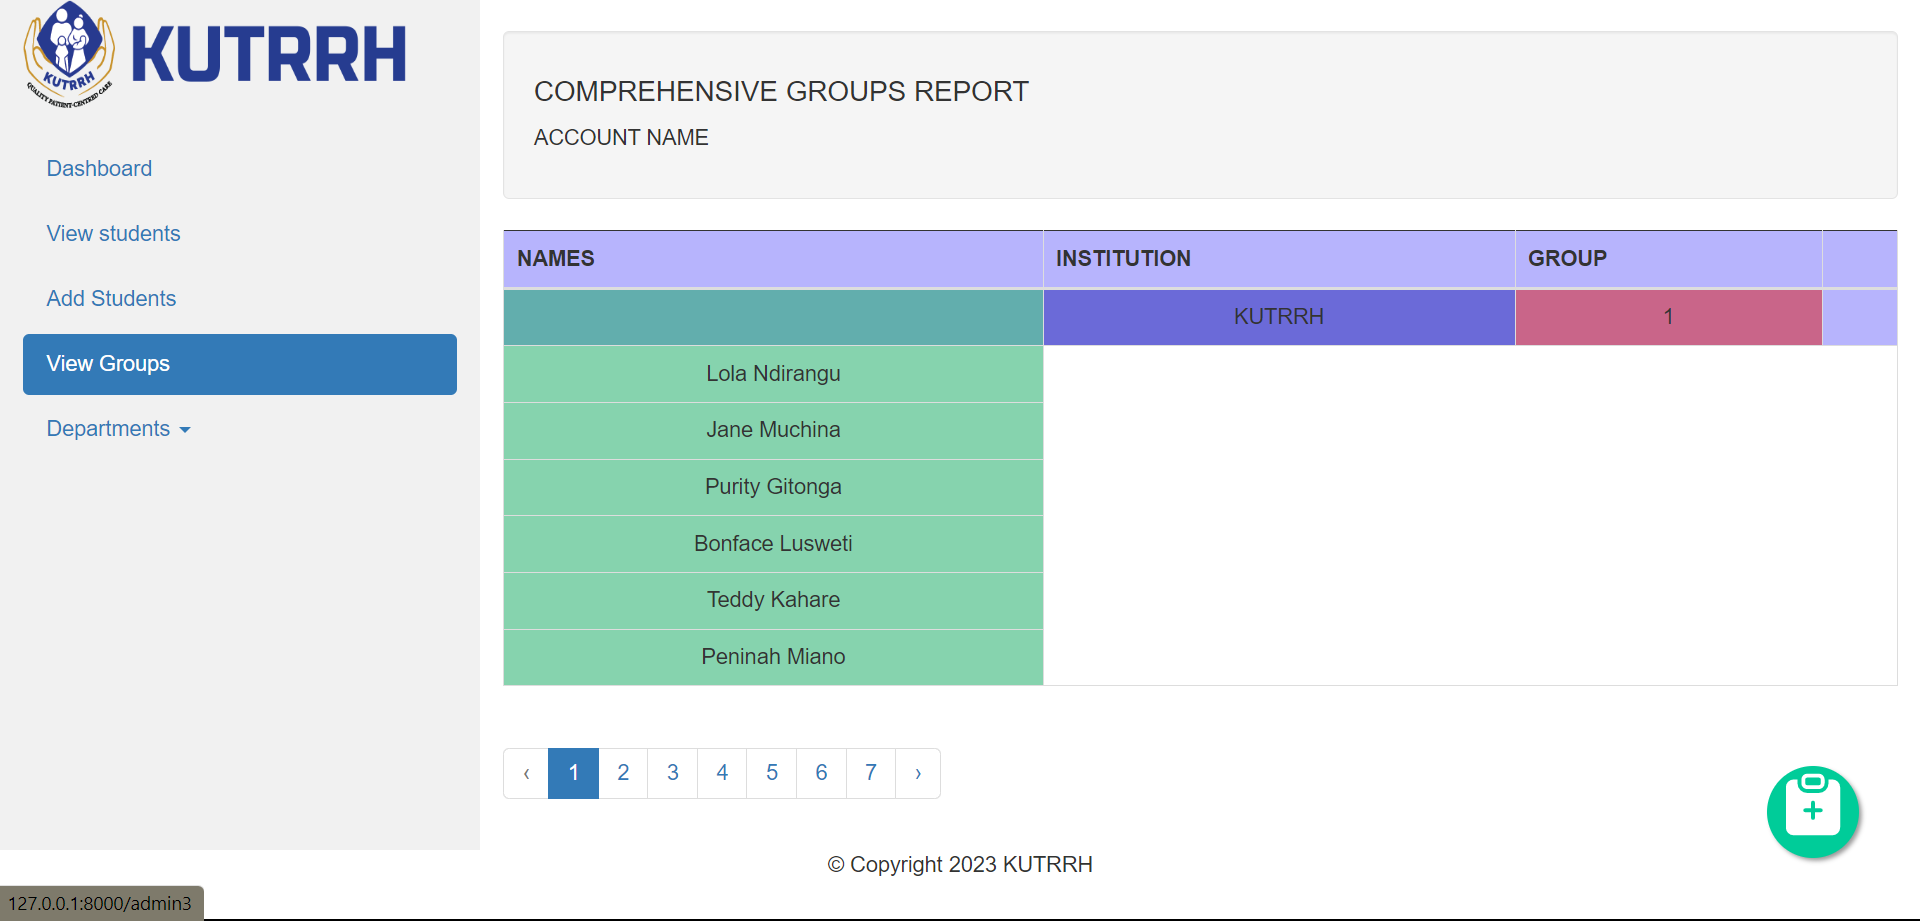 KUTRRH
QUALITY PATIENT-CENTRED CARE
KUTRRH
Dashboard
View students
Add Students
View Groups
Departments
COMPREHENSIVE GROUPS REPORT
ACCOUNT NAME
NAMES INSTITUTION GROUP
KUTRRH 1
Lola Ndirangu
Jane Muchina
Purity Gitonga
Bonface Lusweti
Teddy Kahare
Peninah Miano
‹ 1 2 3 4 5 6 7 ›
© Copyright 2023 KUTRRH
127.0.0.1:8000/admin3